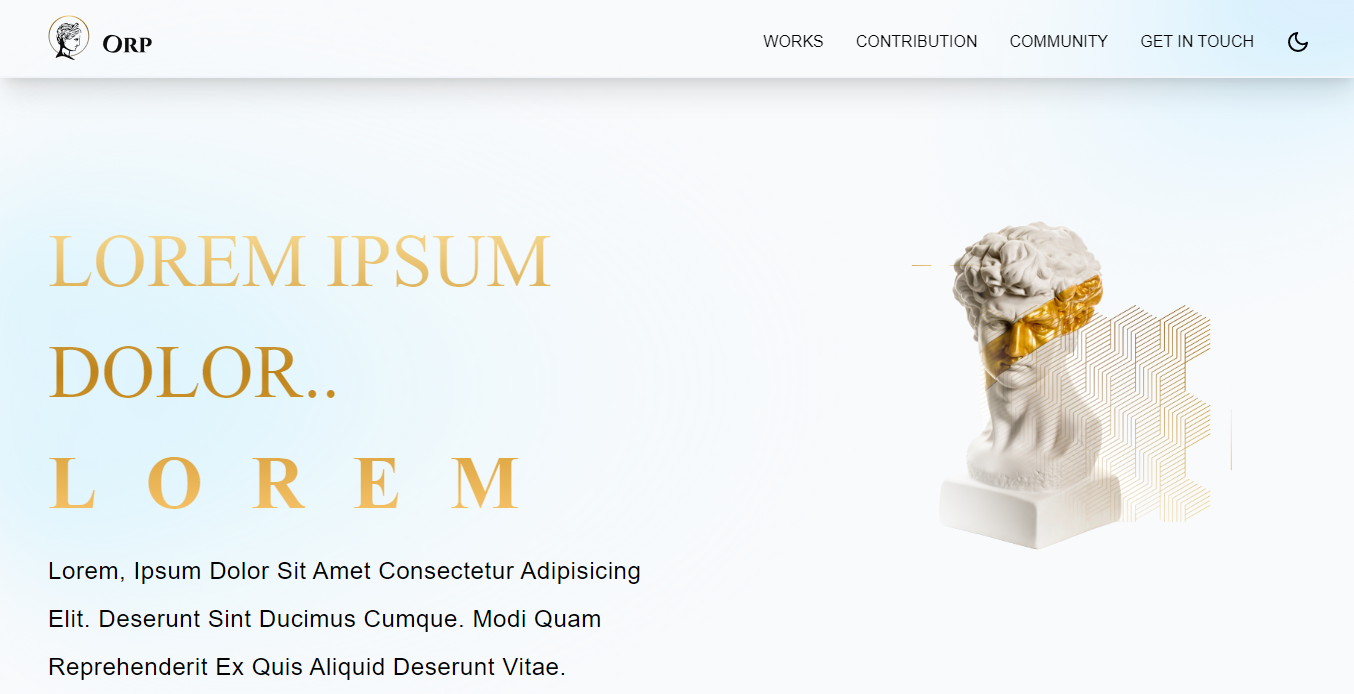 ORP
WORKS CONTRIBUTION COMMUNITY GET IN TOUCH
LOREM IPSUM
DOLOR..
LOREM
Lorem, Ipsum Dolor Sit Amet Consectetur Adipisicing
Elit. Deserunt Sint Ducimus Cumque. Modi Quam
Reprehenderit Ex Quis Aliquid Deserunt Vitae.